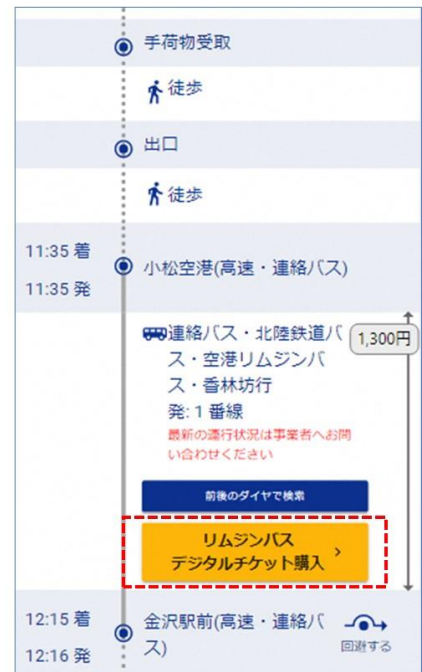 手荷物受取
徒歩
出口
徒歩
11:35 着
11:35 発
小松空港(高速・連絡バス)
連絡バス・北陸鉄道バ
ス・空港リムジンバ
ス・香林坊行
発: 1 番線
1,300円
最新の運行状況は事業者へお問
い合わせください
前後のダイヤで検索
リムジンバス
デジタルチケット購入 >
12:15 着
12:16 発
金沢駅前(高速・連絡バ
ス)
回避する